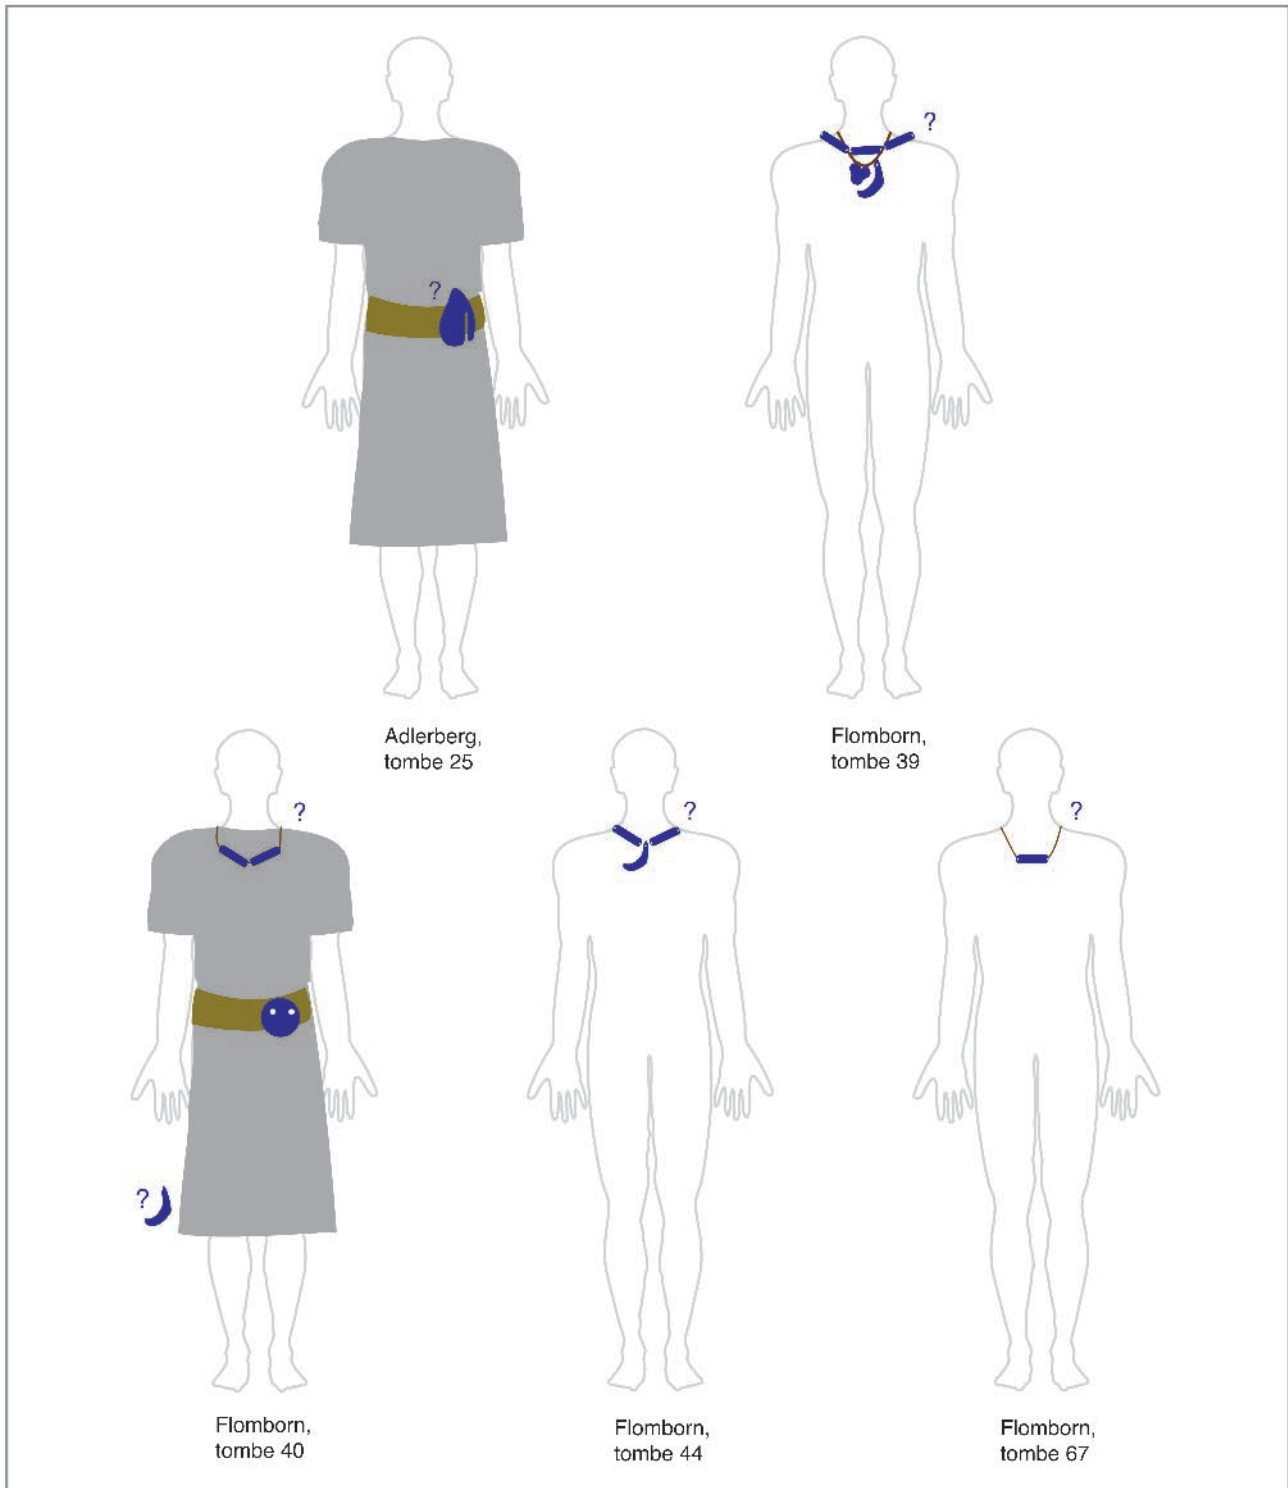 ?
?
Adlerberg,
tombe 25
Flomborn,
tombe 39
?
?
?
?
Flomborn,
tombe 40
Flomborn,
tombe 44
Flomborn,
tombe 67